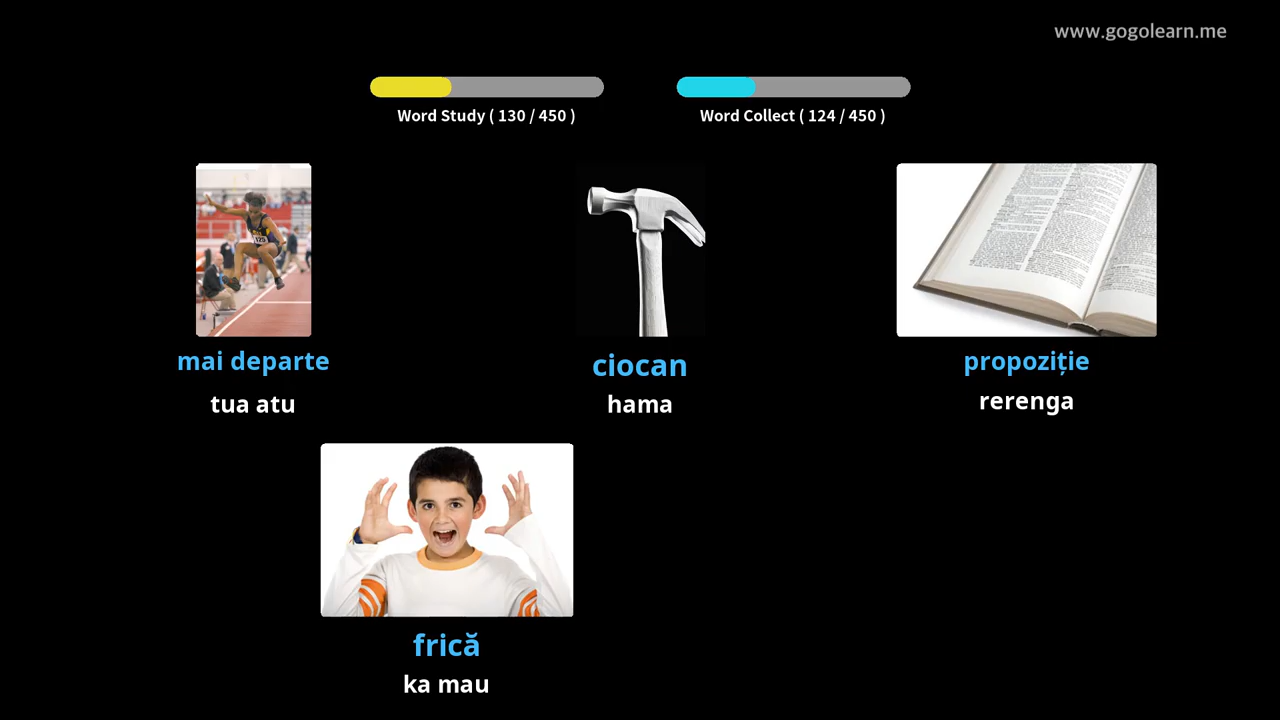 www.gogolearn.me
Word Study ( 130 / 450 )
Word Collect ( 124 / 450 )
mai departe
tua atu
ciocan
hama
propoziție
rerenga
frică
ka mau